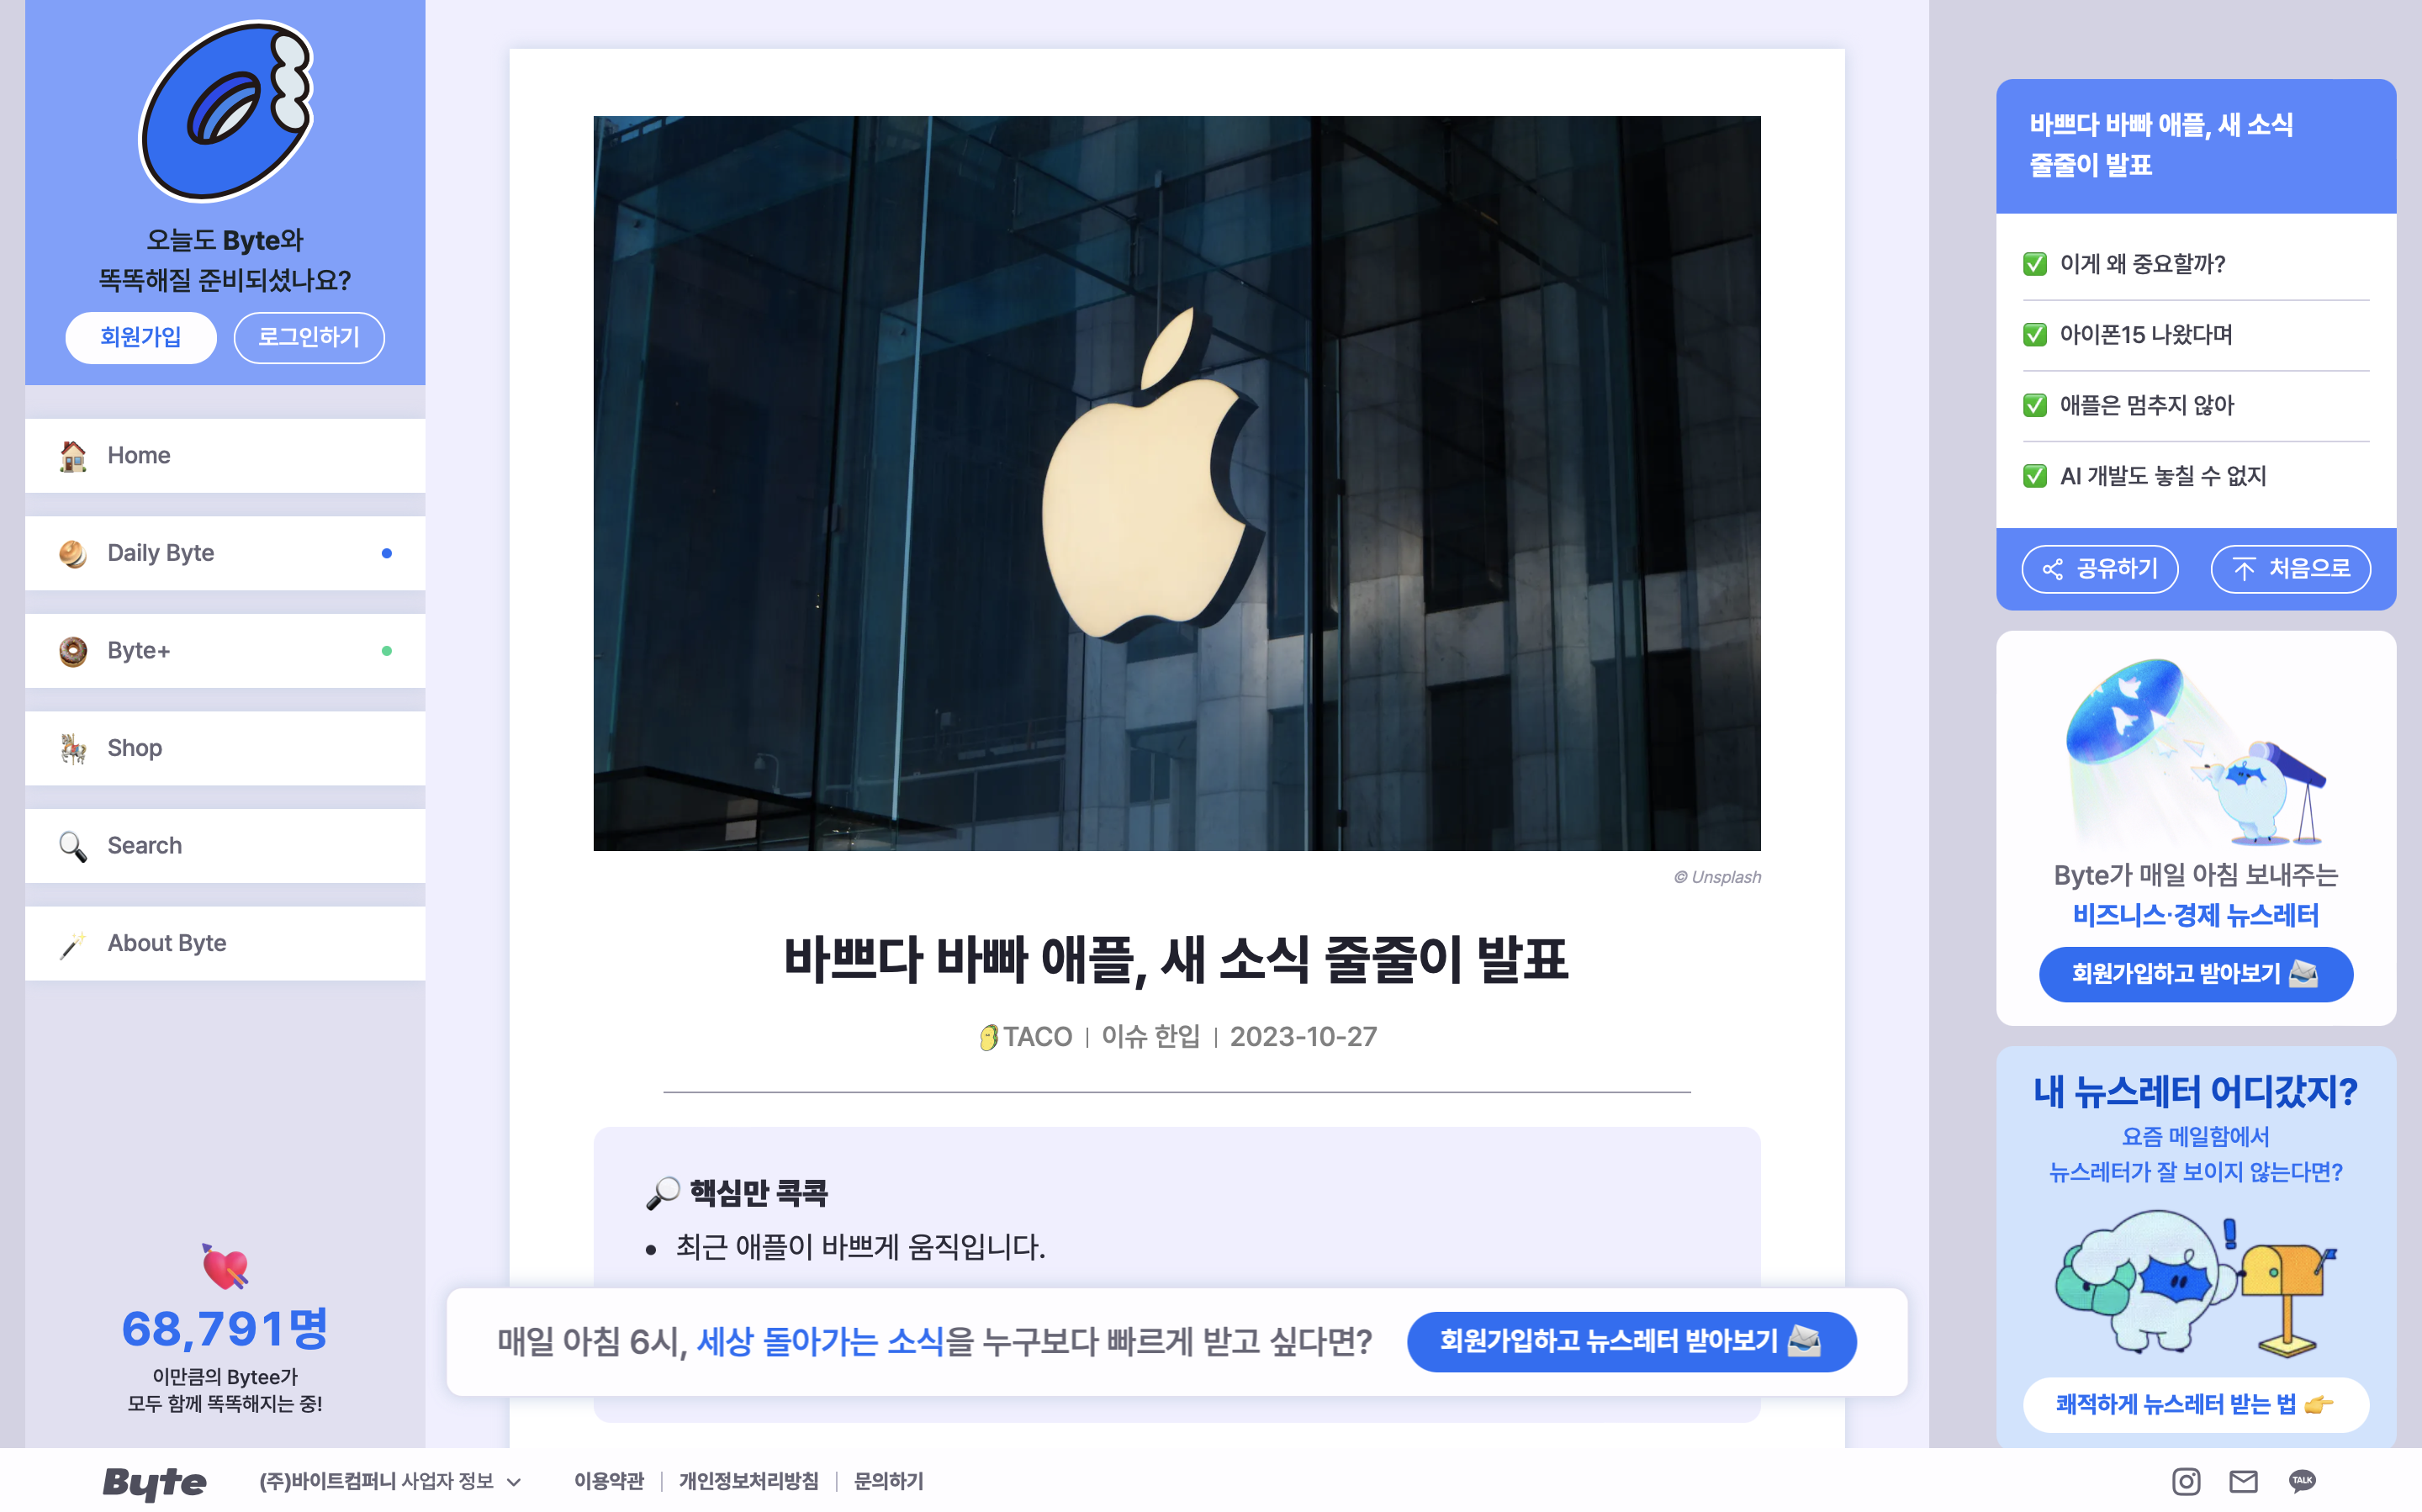 오늘도 Byte와
똑똑해질 준비되셨나요?
회원가입
로그인하기
Home
Daily Byte
Byte+
Shop
Search
About Byte
68,791명
이만큼의 Bytee가
모두 함께 똑똑해지는 중!
© Unsplash
바쁘다 바빠 애플, 새 소식 줄줄이 발표
TACO | 이슈 한입 | 2023-10-27
핵심만 콕콕
• 최근 애플이 바쁘게 움직입니다.
매일 아침 6시, 세상 돌아가는 소식을 누구보다 빠르게 받고 싶다면?
회원가입하고 뉴스레터 받아보기
바쁘다 바빠 애플, 새 소식
줄줄이 발표
이게 왜 중요할까?
아이폰15 나왔다며
애플은 멈추지 않아
AI 개발도 놓칠 수 없지
공유하기
처음으로
Byte가 매일 아침 보내주는
비즈니스·경제 뉴스레터
회원가입하고 받아보기
내 뉴스레터 어디갔지?
요즘 메일함에서
뉴스레터가 잘 보이지 않는다면?
쾌적하게 뉴스레터 받는 법
Byte
(주)바이트컴퍼니 사업자 정보
이용약관 | 개인정보처리방침 | 문의하기
TALK